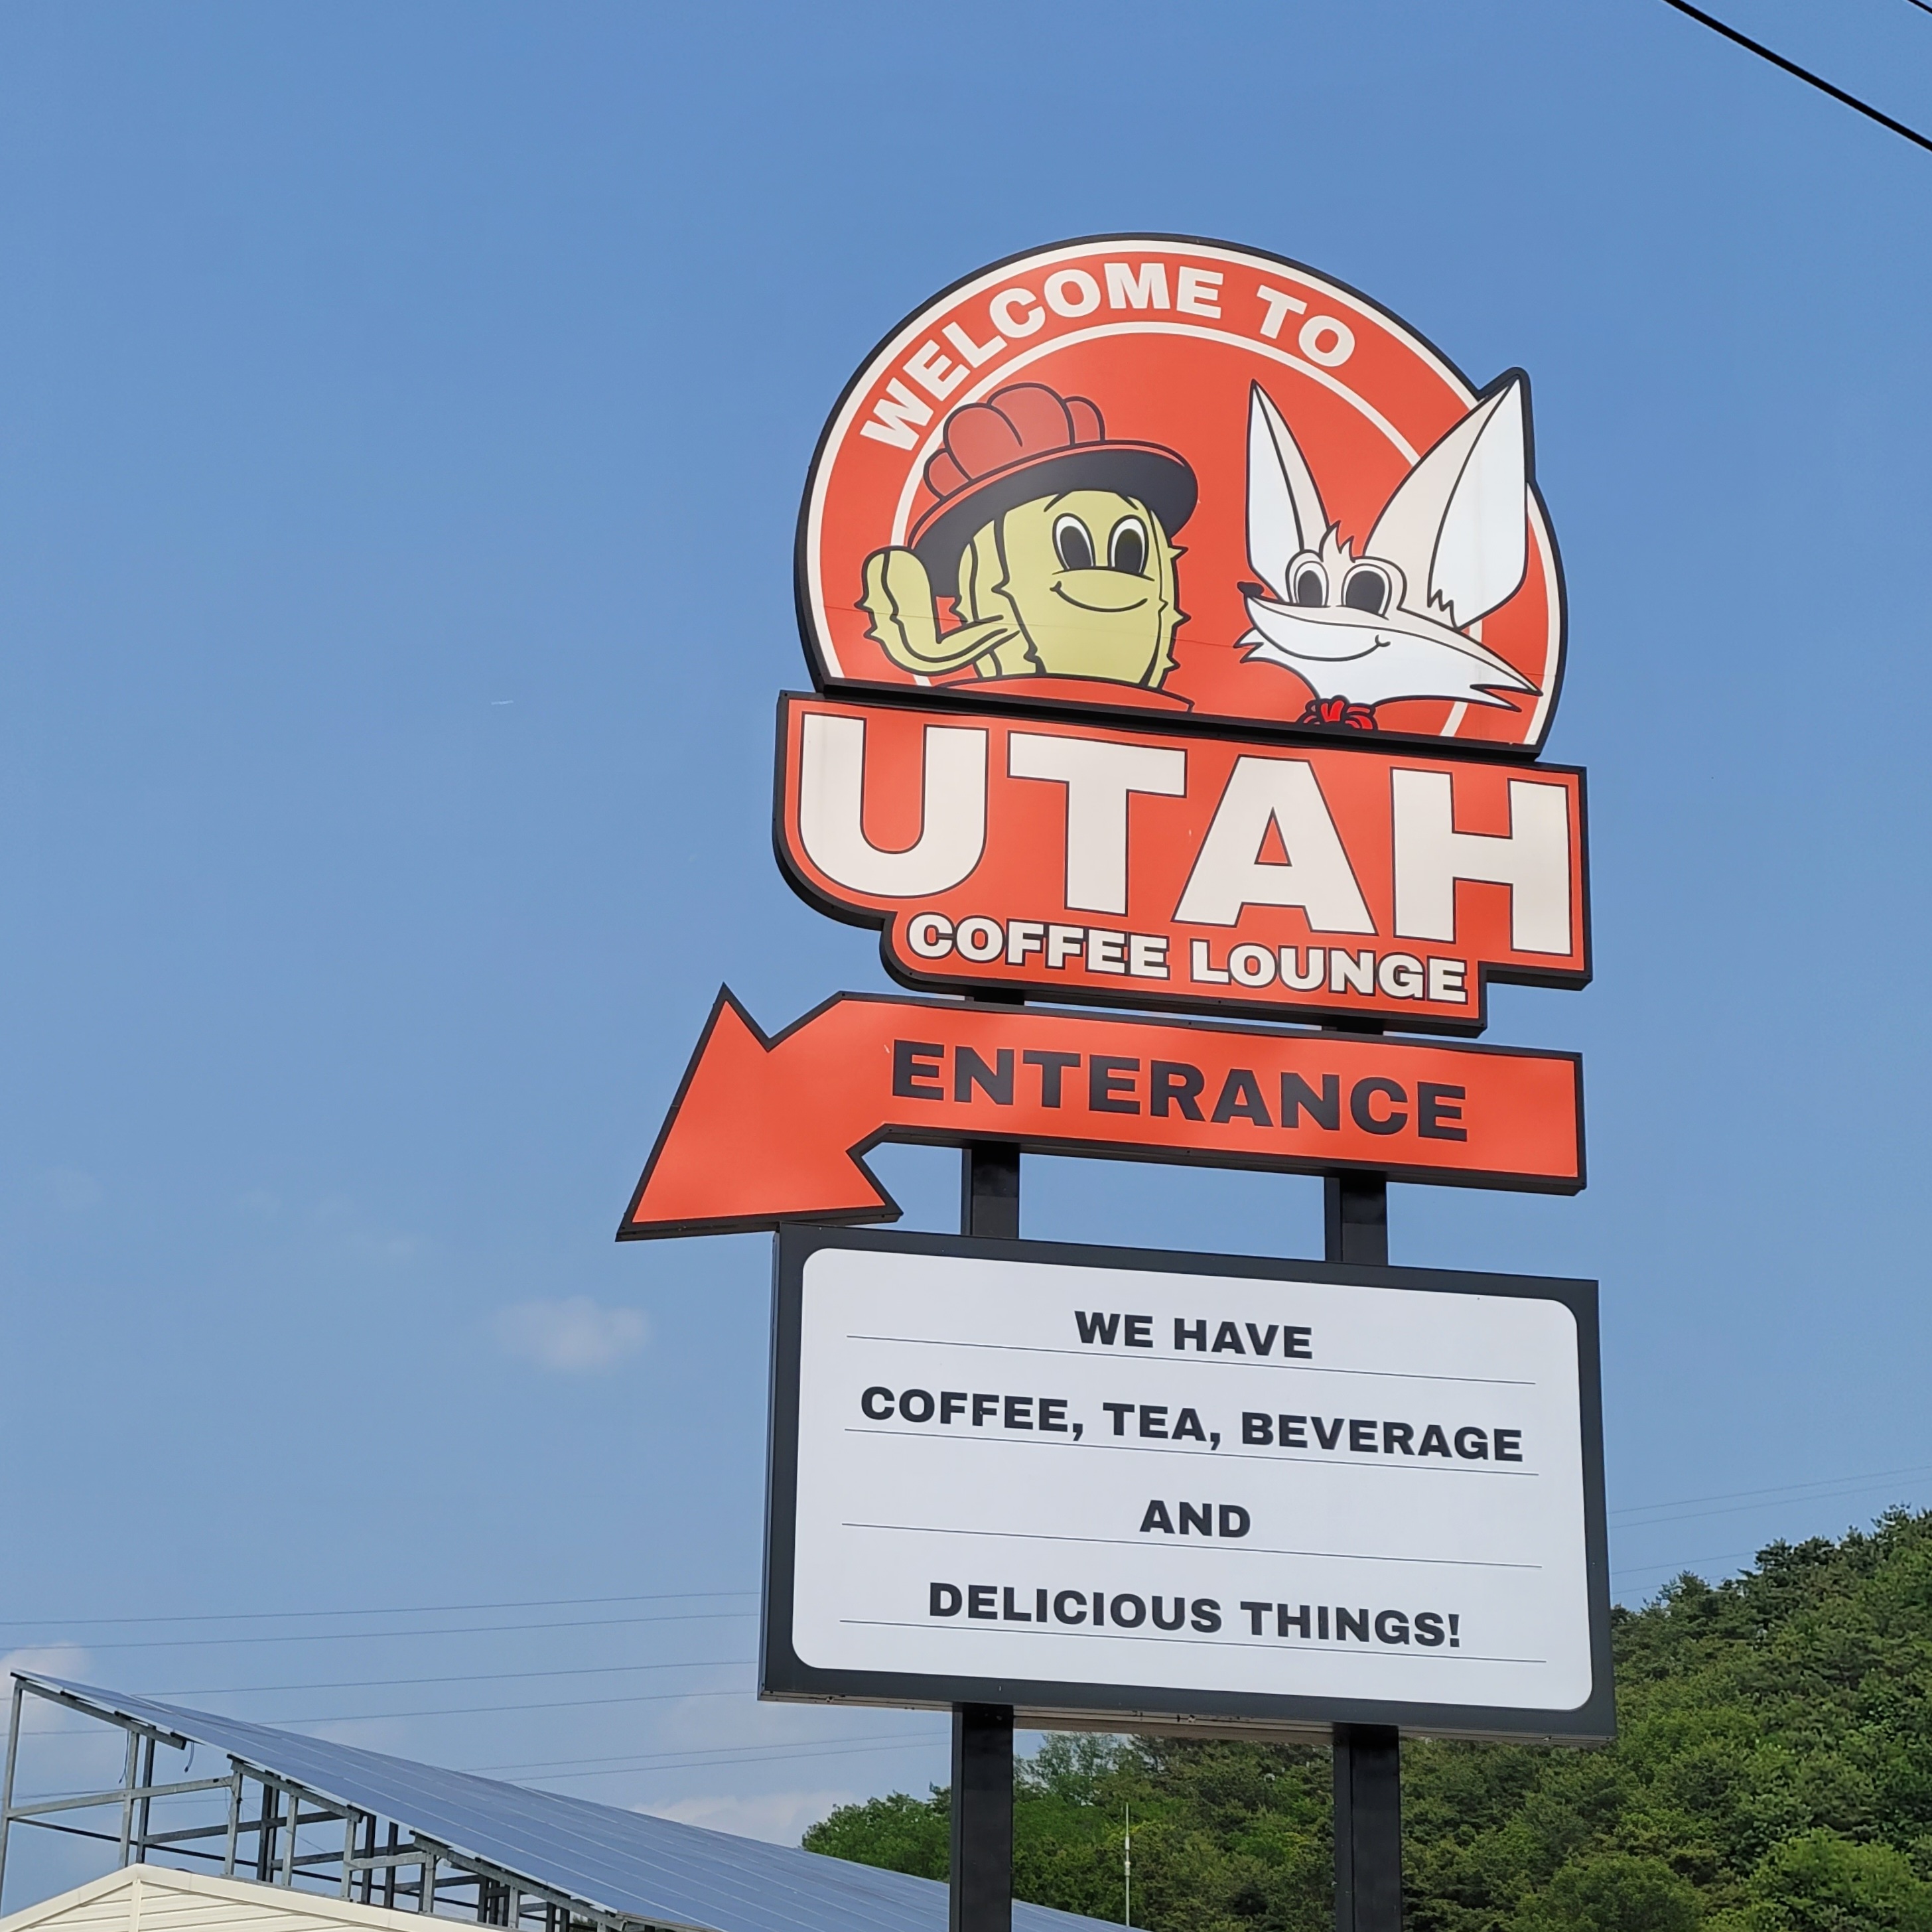 WELCOME TO
UTAH
COFFEE LOUNGE
ENTERANCE
WE HAVE
COFFEE, TEA, BEVERAGE
AND
DELICIOUS THINGS!